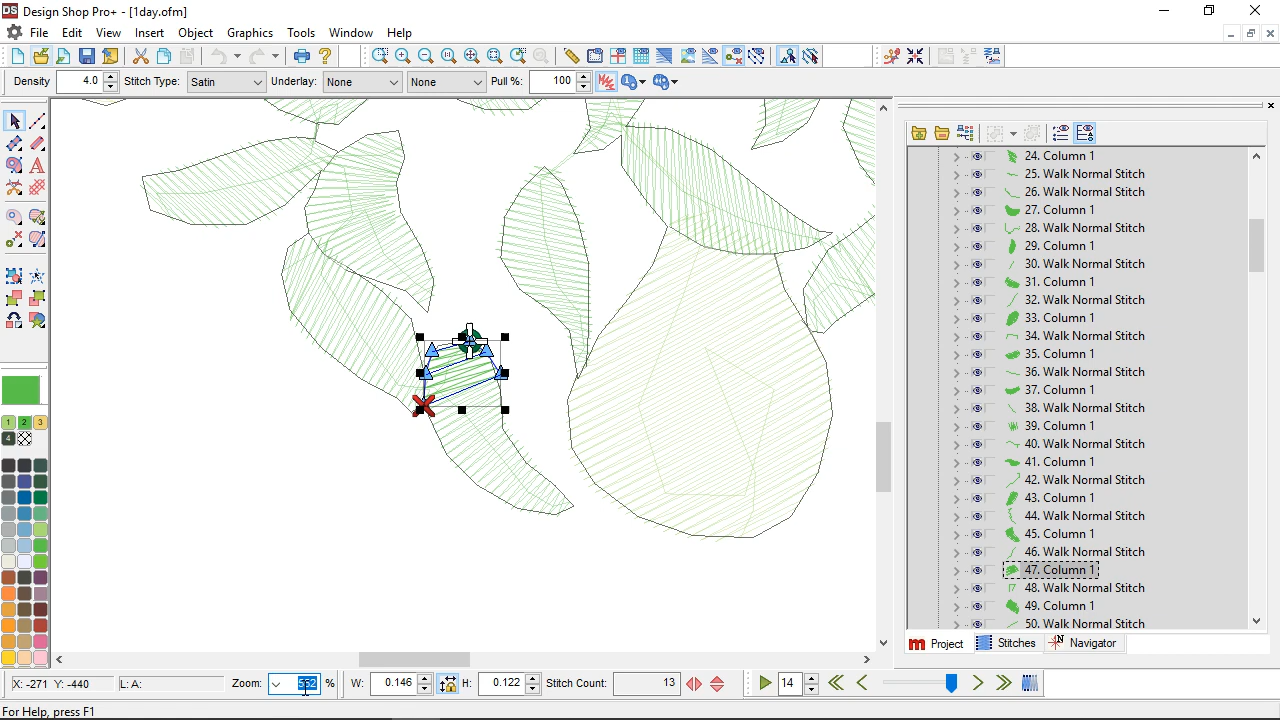 DS Design Shop Pro+ - [1day.ofm]
File Edit View Insert Object Graphics Tools Window Help
Density 4.0 Stitch Type: Satin Underlay: None None Pull %: 100
24. Column 1
25. Walk Normal Stitch
26. Walk Normal Stitch
27. Column 1
28. Walk Normal Stitch
29. Column 1
30. Walk Normal Stitch
31. Column 1
32. Walk Normal Stitch
33. Column 1
34. Walk Normal Stitch
35. Column 1
36. Walk Normal Stitch
37. Column 1
38. Walk Normal Stitch
39. Column 1
40. Walk Normal Stitch
41. Column 1
42. Walk Normal Stitch
43. Column 1
44. Walk Normal Stitch
45. Column 1
46. Walk Normal Stitch
47. Column 1
48. Walk Normal Stitch
49. Column 1
50. Walk Normal Stitch
1 2 3
4
Project Stitches Navigator
X: -271 Y: -440 L: A: Zoom: 552 % W: 0.146 H: 0.122 Stitch Count: 13 14
For Help, press F1